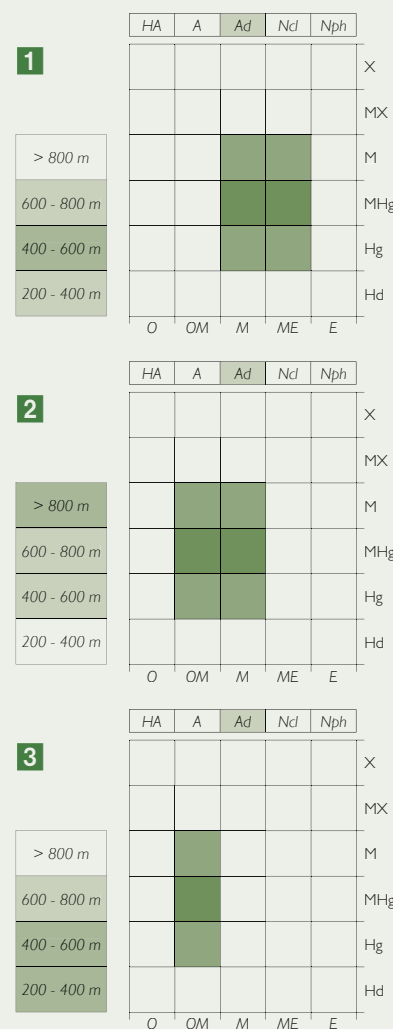 HA A Ad Ncl Nph
1
X
MX
> 800 m M
600 - 800 m MHg
400 - 600 m Hg
200 - 400 m Hd
O OM M ME E
HA A Ad Ncl Nph
2
X
MX
> 800 m M
600 - 800 m MHg
400 - 600 m Hg
200 - 400 m Hd
O OM M ME E
HA A Ad Ncl Nph
3
X
MX
> 800 m M
600 - 800 m MHg
400 - 600 m Hg
200 - 400 m Hd
O OM M ME E